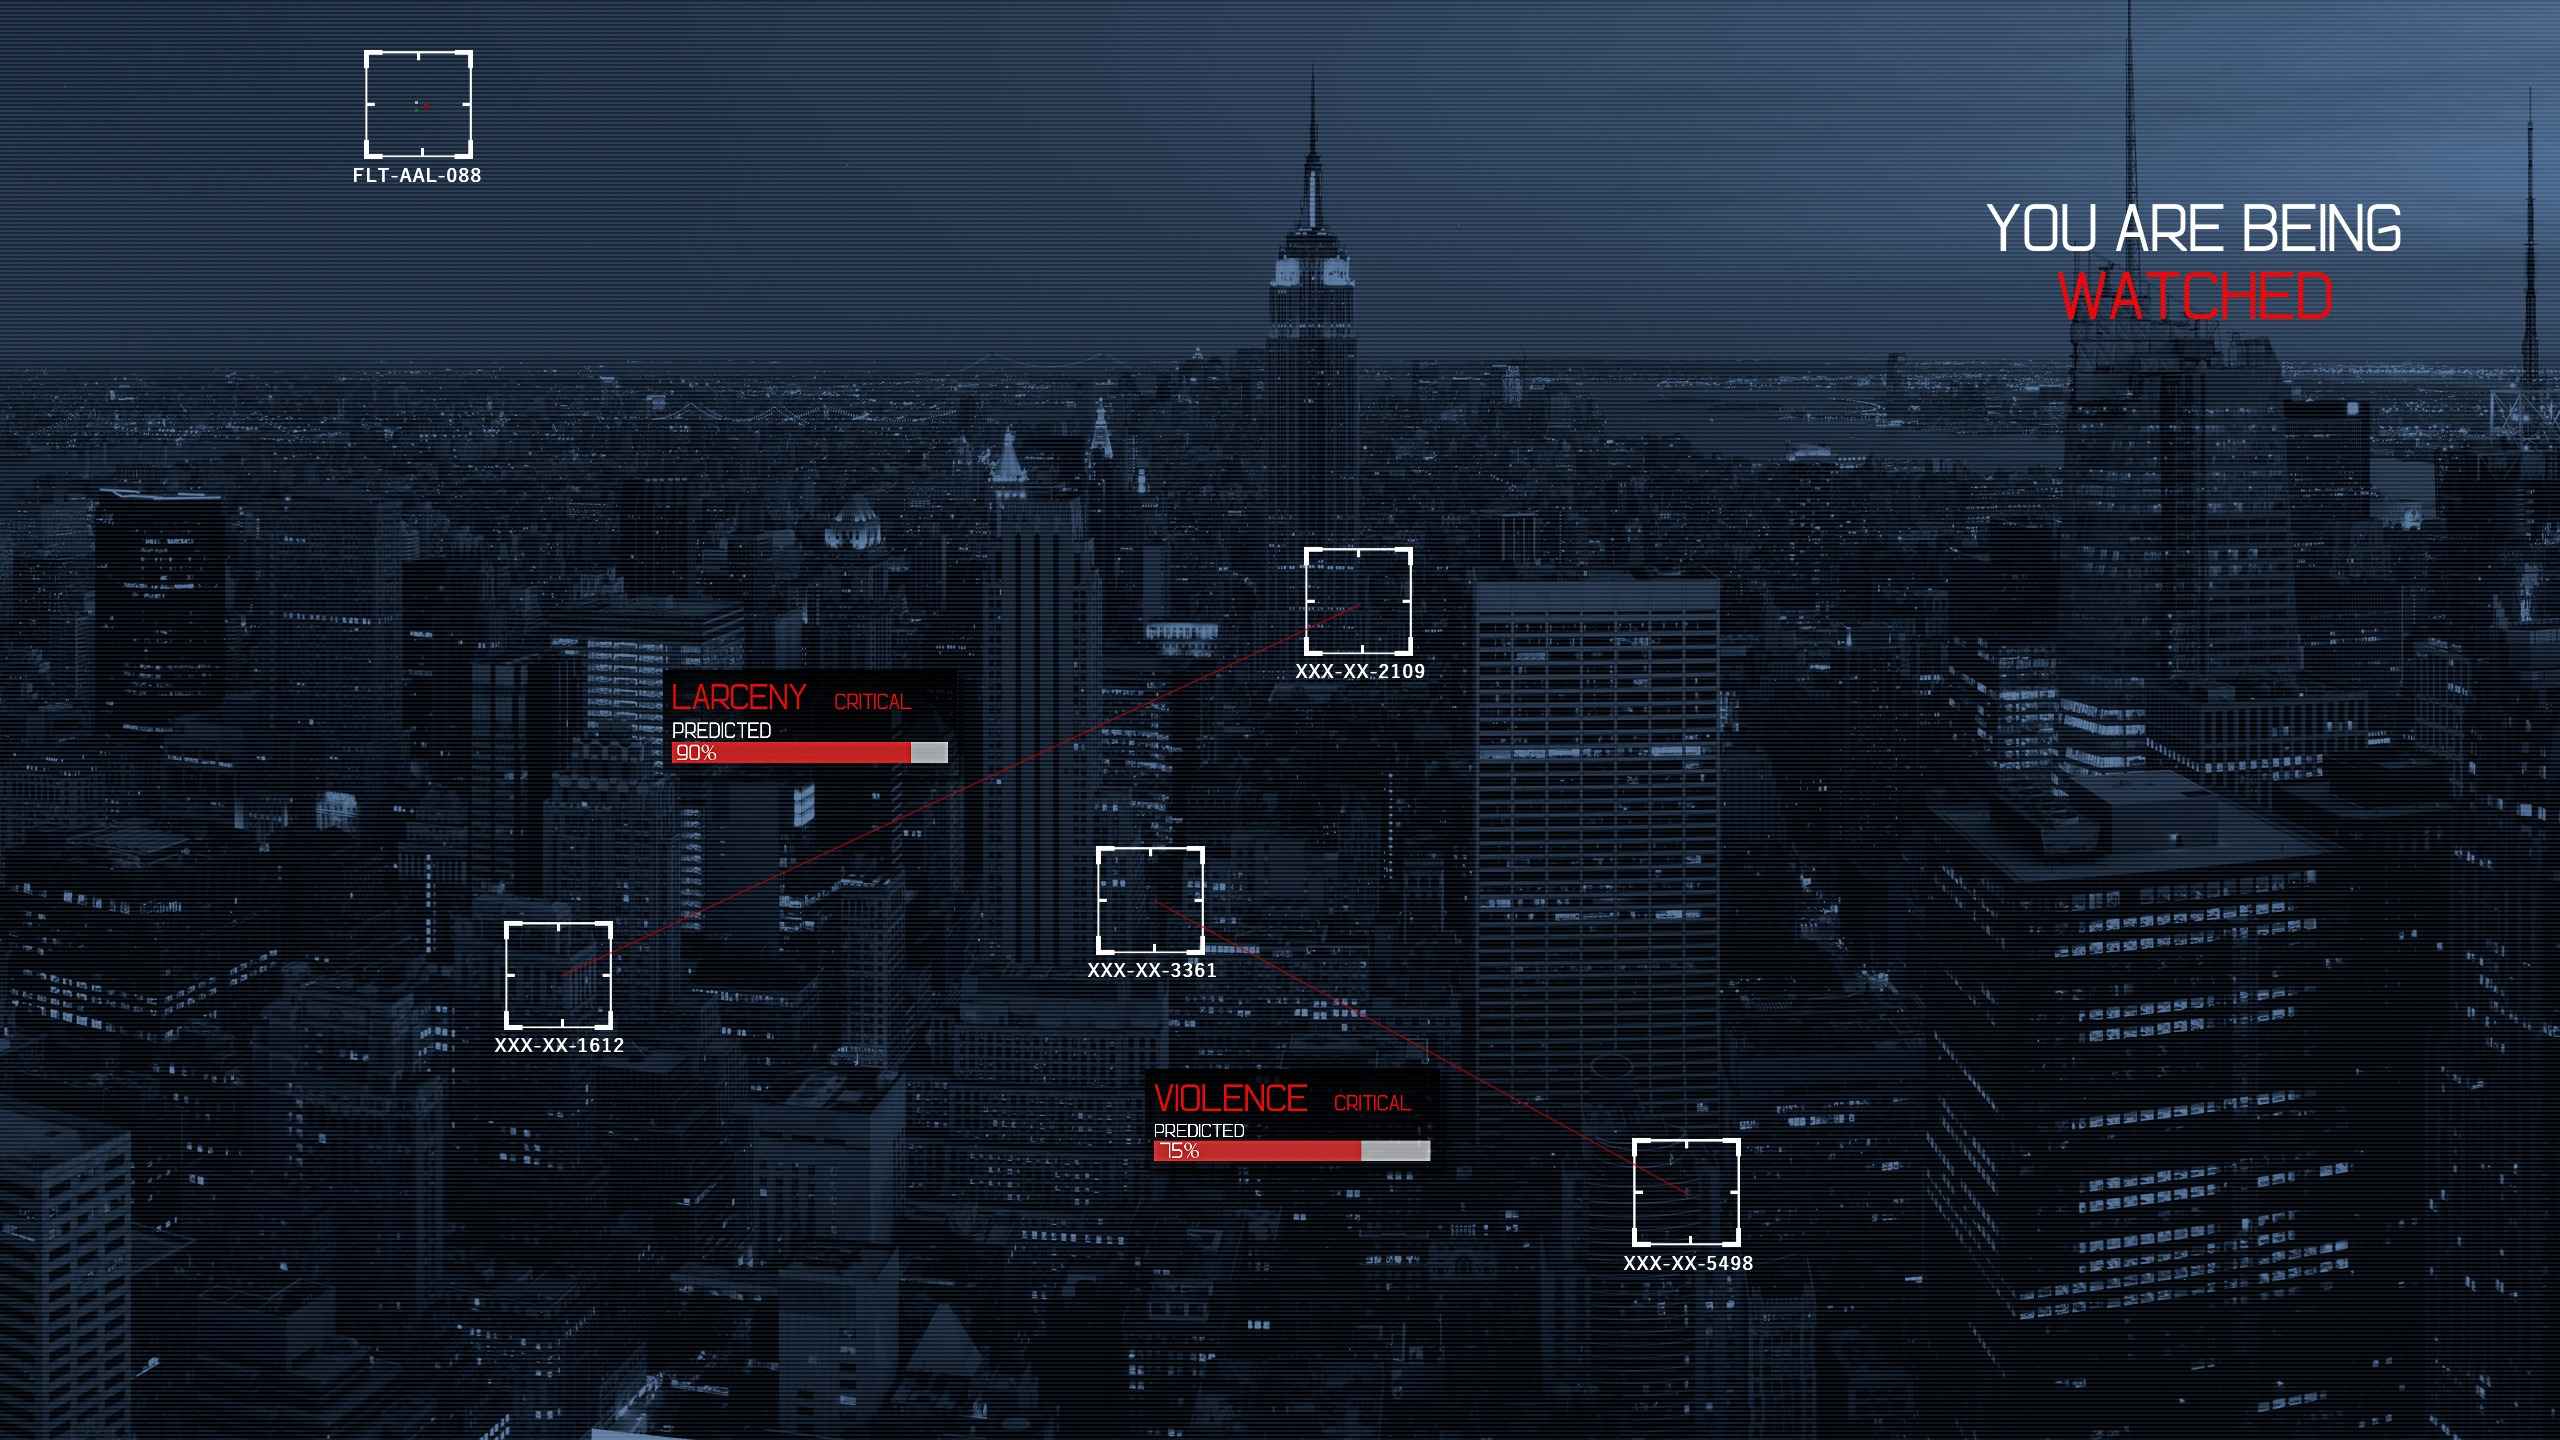 FLT-AAL-088
YOU ARE BEING
WATCHED
XXX-XX-2109
LARCENY CRITICAL
PREDICTED
90%
XXX-XX-3361
XXX-XX-1612
VIOLENCE CRITICAL
PREDICTED
75%
XXX-XX-5498